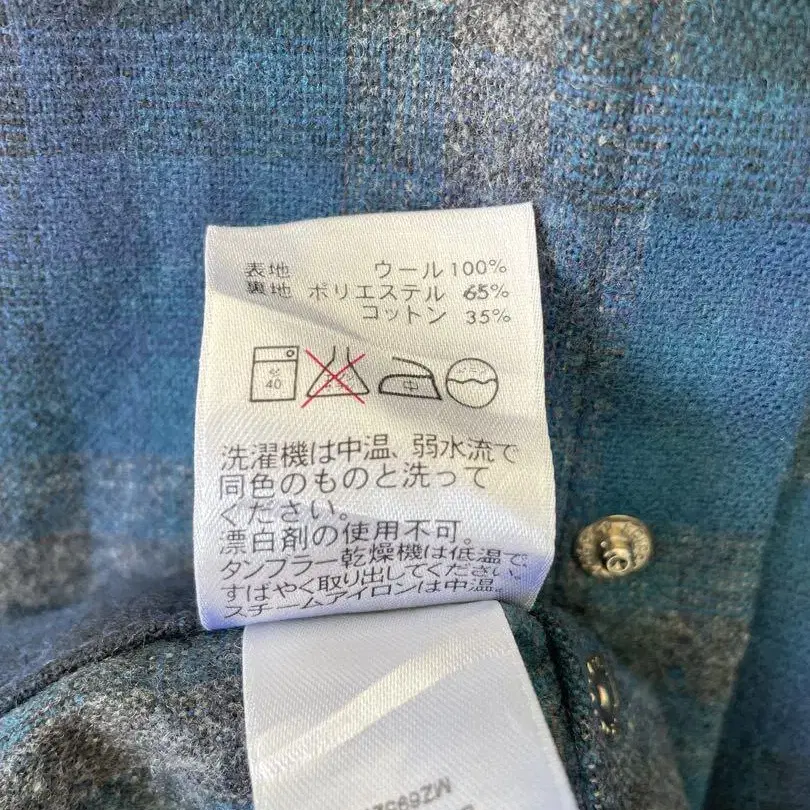 表地 ウール100%
裏地 ポリエステル 65%
コットン 35%
40
中
洗濯機は中温、弱水流で
同色のものと洗って
ください。
漂白剤の使用不可。
タンブラー乾燥機は低温で、
すばやく取り出してください。
スチームアイロンは中温。